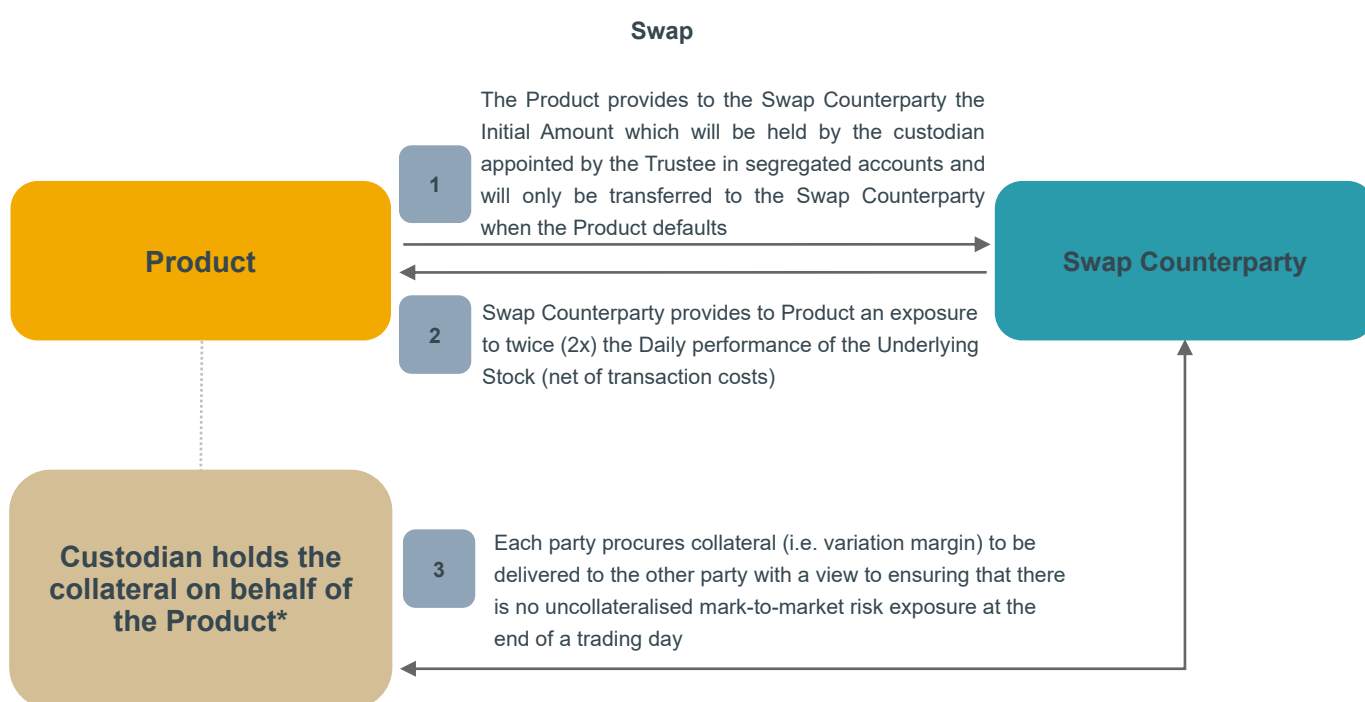 Swap
The Product provides to the Swap Counterparty the
Initial Amount which will be held by the custodian
appointed by the Trustee in segregated accounts and
will only be transferred to the Swap Counterparty
when the Product defaults
1
Product
Swap Counterparty
2
Swap Counterparty provides to Product an exposure
to twice (2x) the Daily performance of the Underlying
Stock (net of transaction costs)
Custodian holds the
collateral on behalf of
the Product*
3
Each party procures collateral (i.e. variation margin) to be
delivered to the other party with a view to ensuring that there
is no uncollateralised mark-to-market risk exposure at the
end of a trading day